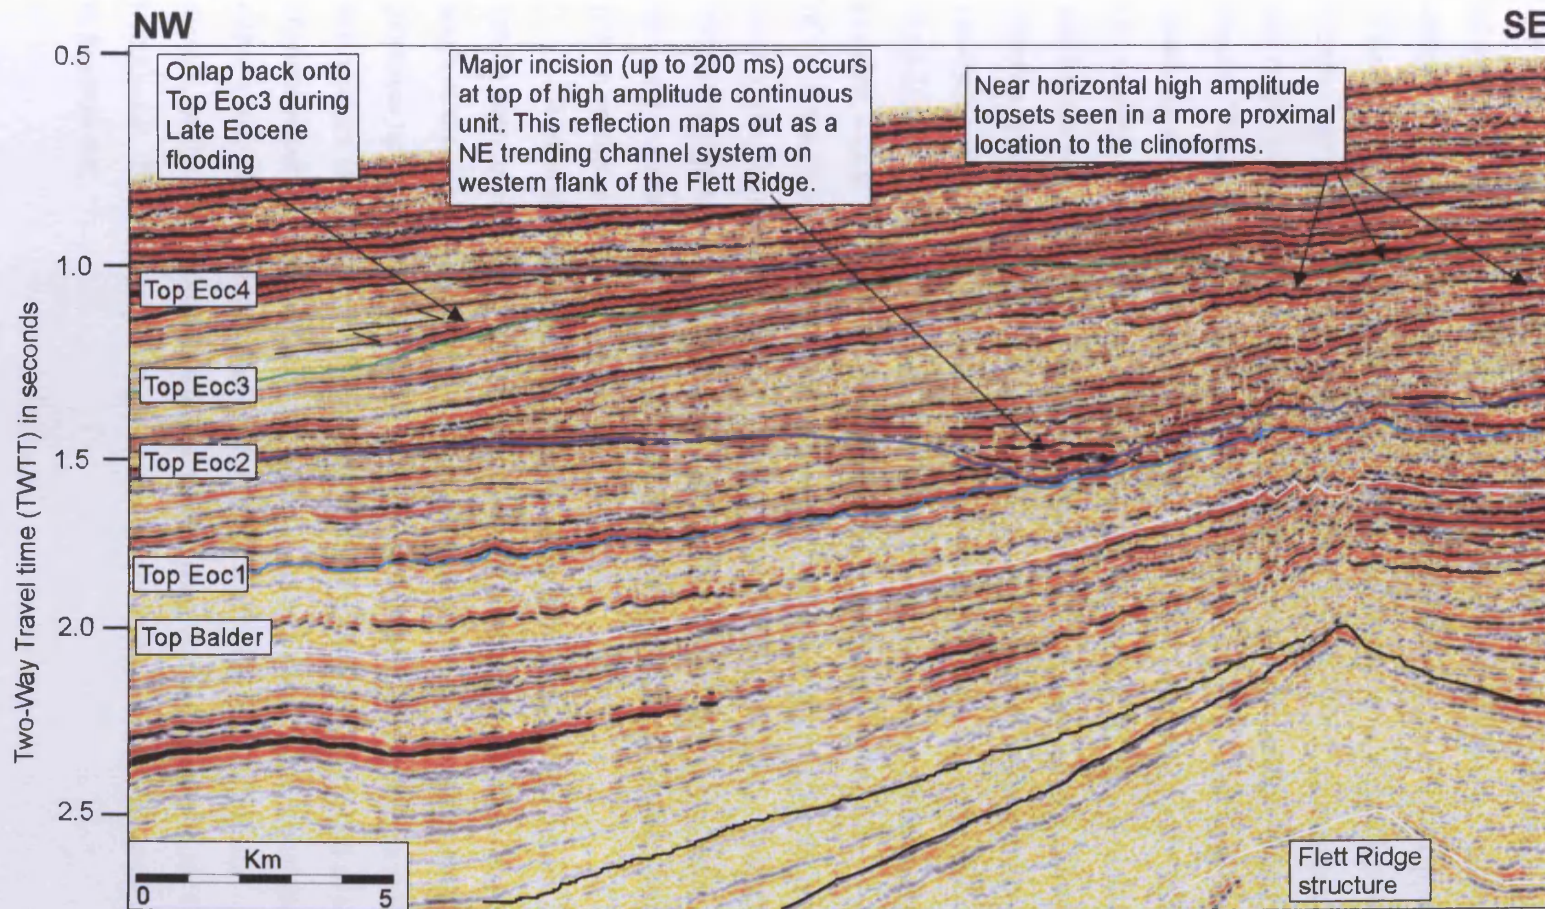 NW
SE
0.5
1.0
1.5
2.0
2.5
Two-Way Travel time (TWTT) in seconds
Onlap back onto
Top Eoc3 during
Late Eocene
flooding
Major incision (up to 200 ms) occurs
at top of high amplitude continuous
unit. This reflection maps out as a
NE trending channel system on
western flank of the Flett Ridge.
Near horizontal high amplitude
topsets seen in a more proximal
location to the clinoforms.
Top Eoc4
Top Eoc3
Top Eoc2
Top Eoc1
Top Balder
Km
0 5
Flett Ridge
structure